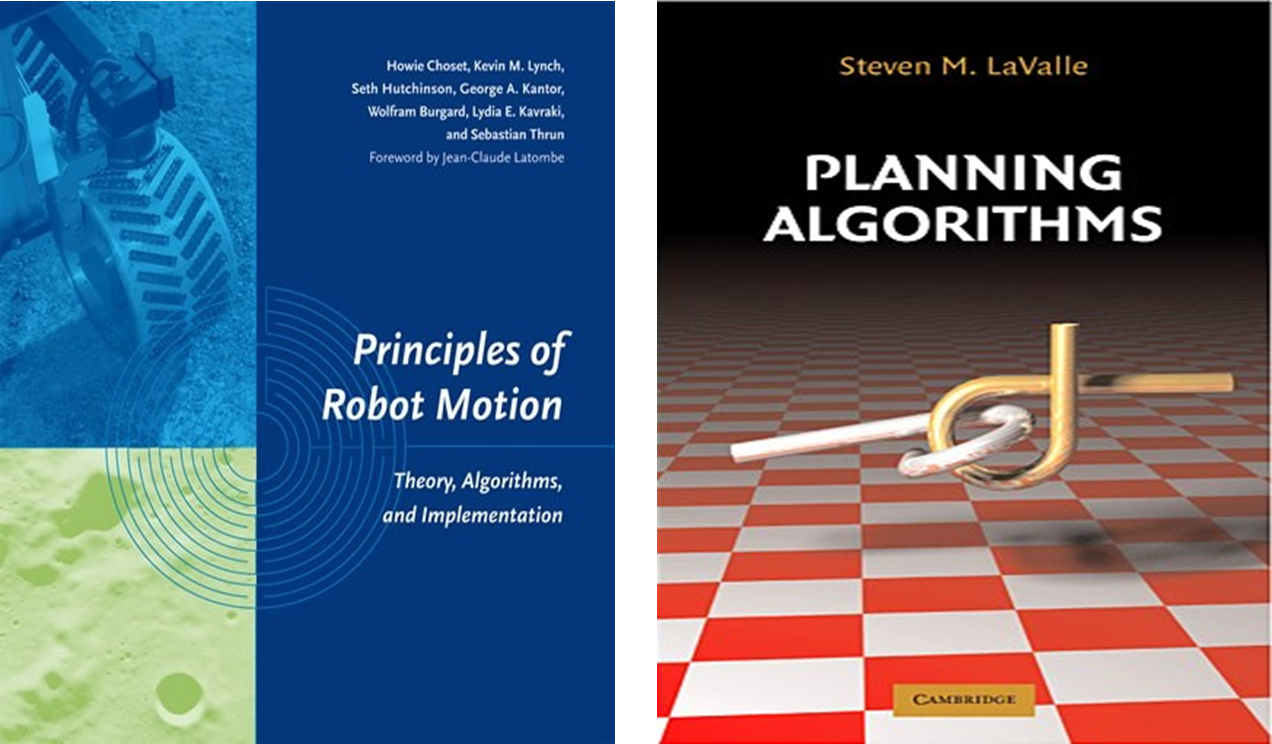 Howie Choset, Kevin M. Lynch,
Seth Hutchinson, George A. Kantor,
Wolfram Burgard, Lydia E. Kavraki,
and Sebastian Thrun
Foreword by Jean-Claude Latombe
Principles of
Robot Motion
Theory, Algorithms,
and Implementation
Steven M. LaValle
PLANNING
ALGORITHMS
CAMBRIDGE